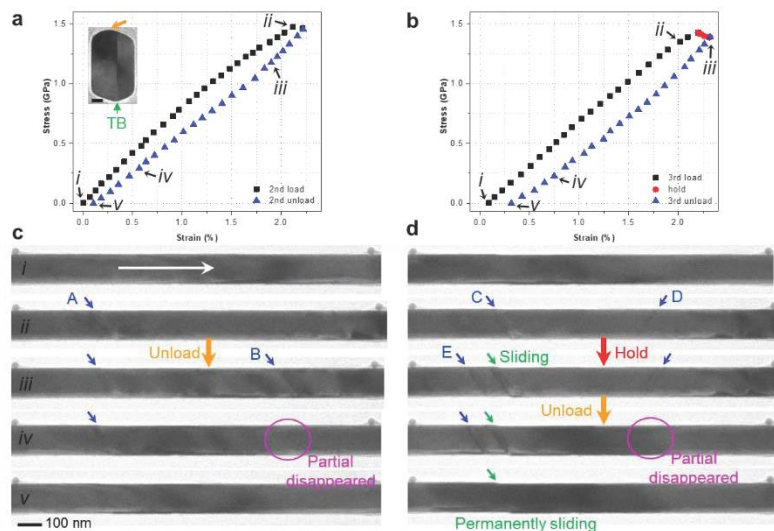 a
b
Stress (GPa)
1.5
1.0
0.5
0.0
0.0
0.5
1.0
1.5
2.0
Strain (%)
TB
i
ii
iii
iv
v
2nd load
2nd unload
Stress (GPa)
1.5
1.0
0.5
0.0
0.0
0.5
1.0
1.5
2.0
Strain (%)
i
ii
iii
iv
v
3rd load
hold
3rd unload
c
i
A
ii
Unload
B
iii
iv
Partial
disappeared
v
100 nm
d
C
D
E
Sliding
Hold
Unload
Partial
disappeared
Permanently sliding